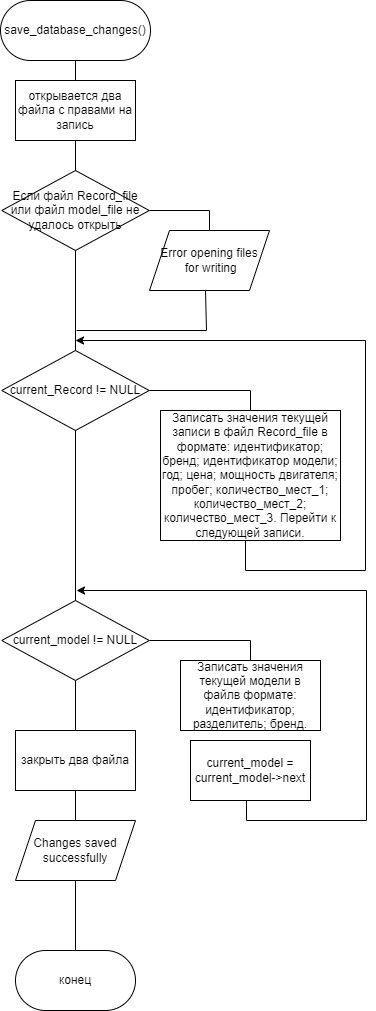 save_database_changes()
открывается два
файла с правами на
запись
Если файл Record_file
или файл model_file не
удалось открыть
Error opening files
for writing
current_Record != NULL
Записать значения текущей
записи в файл Record_file в
формате: идентификатор;
бренд; идентификатор модели;
год; цена; мощность двигателя;
пробег; количество_мест_1;
количество_мест_2;
количество_мест_3. Перейти к
следующей записи.
current_model != NULL
Записать значения
текущей модели в
файлв формате:
идентификатор;
разделитель; бренд.
закрыть два файла
current_model =
current_model->next
Changes saved
successfully
конец